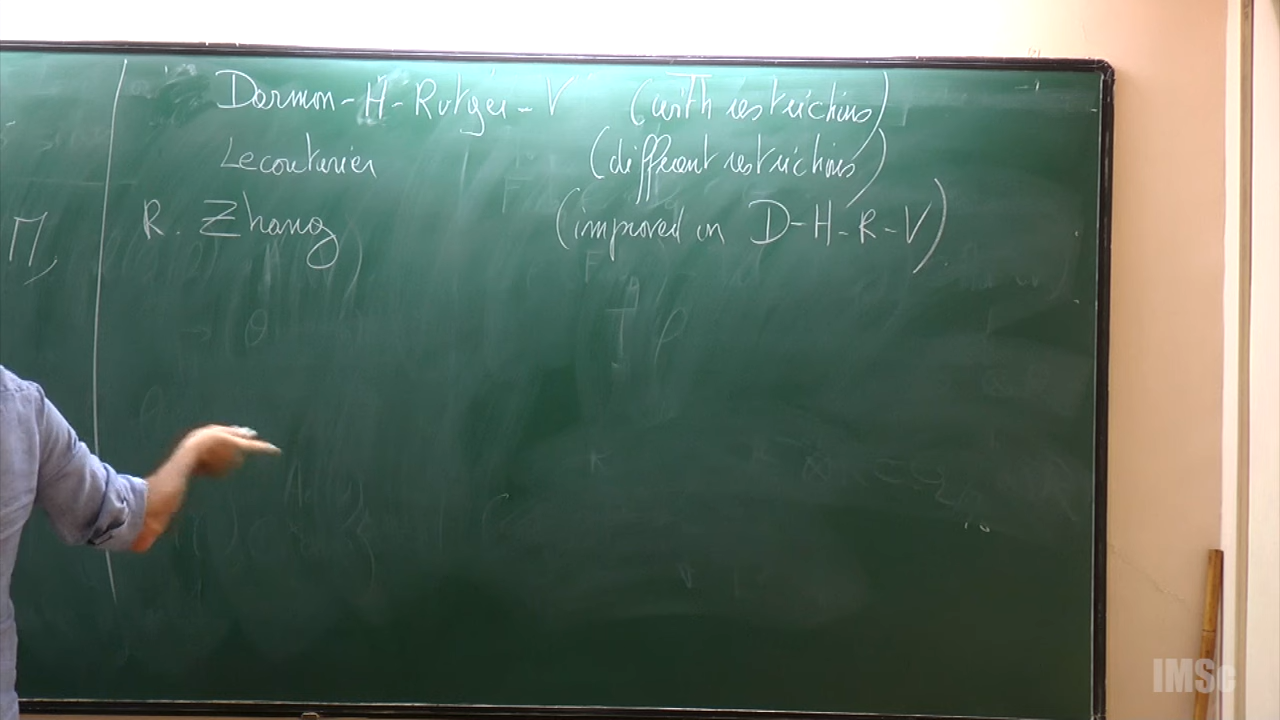 Darmon-H-Rotger-V (with restrictions)
Lecouturier (different restrictions)
R. Zhang (improved on D-H-R-V)
IMSc